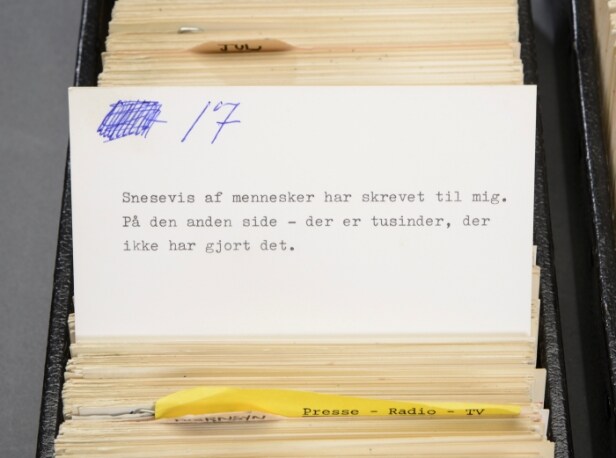 JUL
17
Snesevis af mennesker har skrevet til mig.
På den anden side - der er tusinder, der
ikke har gjort det.
Presse - Radio - TV